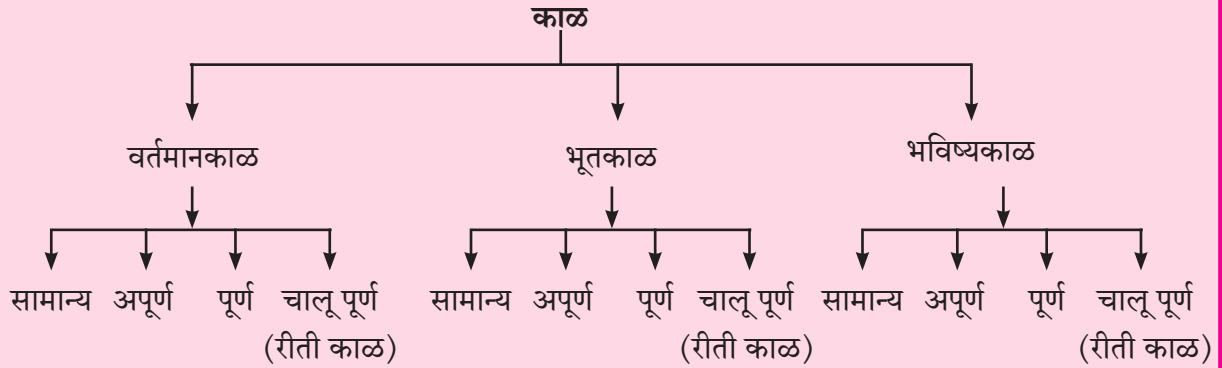 काळ
वर्तमानकाळ भूतकाळ भविष्यकाळ
सामान्य अपूर्ण पूर्ण चालू पूर्ण सामान्य अपूर्ण पूर्ण चालू पूर्ण सामान्य अपूर्ण पूर्ण चालू पूर्ण
(रीती काळ) (रीती काळ) (रीती काळ)